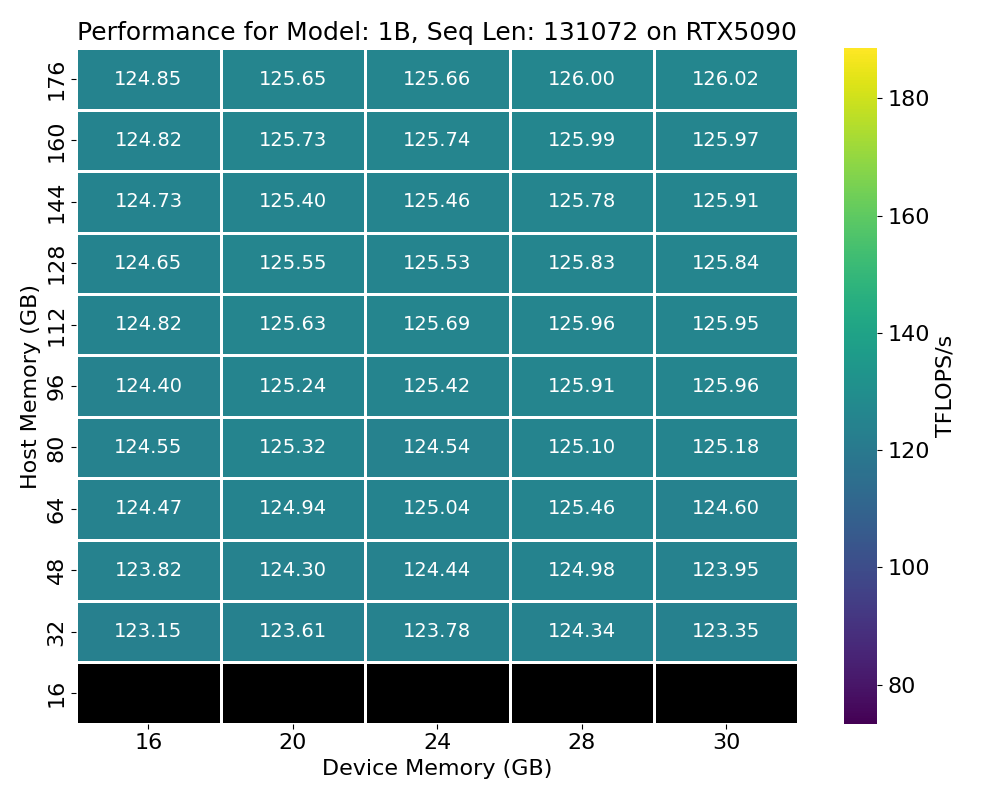 Performance for Model: 1B, Seq Len: 131072 on RTX5090
176 124.85 125.65 125.66 126.00 126.02
160 124.82 125.73 125.74 125.99 125.97
144 124.73 125.40 125.46 125.78 125.91
128 124.65 125.55 125.53 125.83 125.84
112 124.82 125.63 125.69 125.96 125.95
96 124.40 125.24 125.42 125.91 125.96
80 124.55 125.32 124.54 125.10 125.18
64 124.47 124.94 125.04 125.46 124.60
48 123.82 124.30 124.44 124.98 123.95
32 123.15 123.61 123.78 124.34 123.35
16
Host Memory (GB)
16 20 24 28 30
Device Memory (GB)
180
160
140
120
100
80
TFLOPS/s